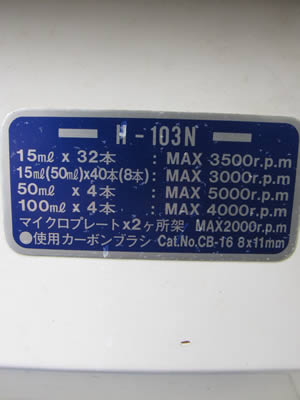 H-103N
15mℓ x 32本 : MAX 3500r.p.m
15mℓ(50mℓ)x40本(8本) : MAX 3000r.p.m
50mℓ x 4本 : MAX 5000r.p.m
100mℓ x 4本 : MAX 4000r.p.m
マイクロプレートx2ヶ所架 MAX2000r.p.m
●使用カーボンブラシ Cat.No.CB-16 8x11mm